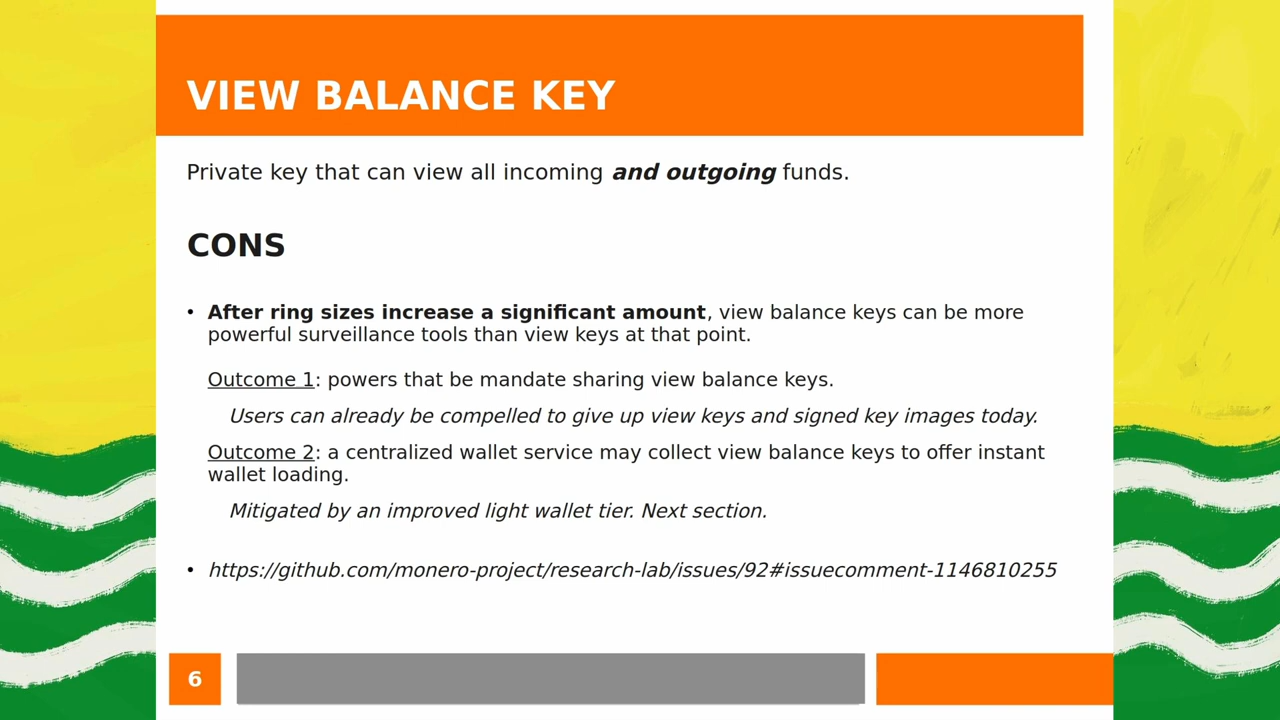 VIEW BALANCE KEY
Private key that can view all incoming and outgoing funds.
CONS
• After ring sizes increase a significant amount, view balance keys can be more
powerful surveillance tools than view keys at that point.
Outcome 1: powers that be mandate sharing view balance keys.
Users can already be compelled to give up view keys and signed key images today.
Outcome 2: a centralized wallet service may collect view balance keys to offer instant
wallet loading.
Mitigated by an improved light wallet tier. Next section.
• https://github.com/monero-project/research-lab/issues/92#issuecomment-1146810255
6